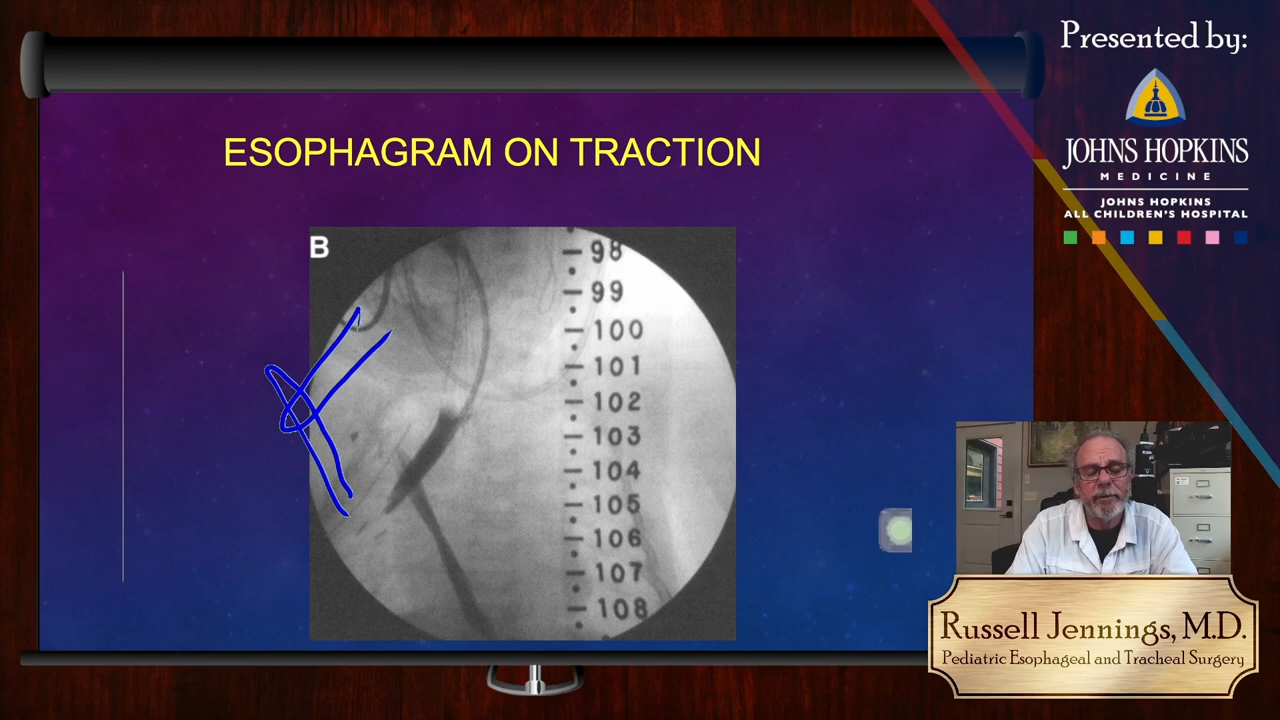 ESOPHAGRAM ON TRACTION
B
98
99
100
101
102
103
104
105
106
107
108
Presented by:
JOHNS HOPKINS
MEDICINE
JOHNS HOPKINS
ALL CHILDREN'S HOSPITAL
Russell Jennings, M.D.
Pediatric Esophageal and Tracheal Surgery